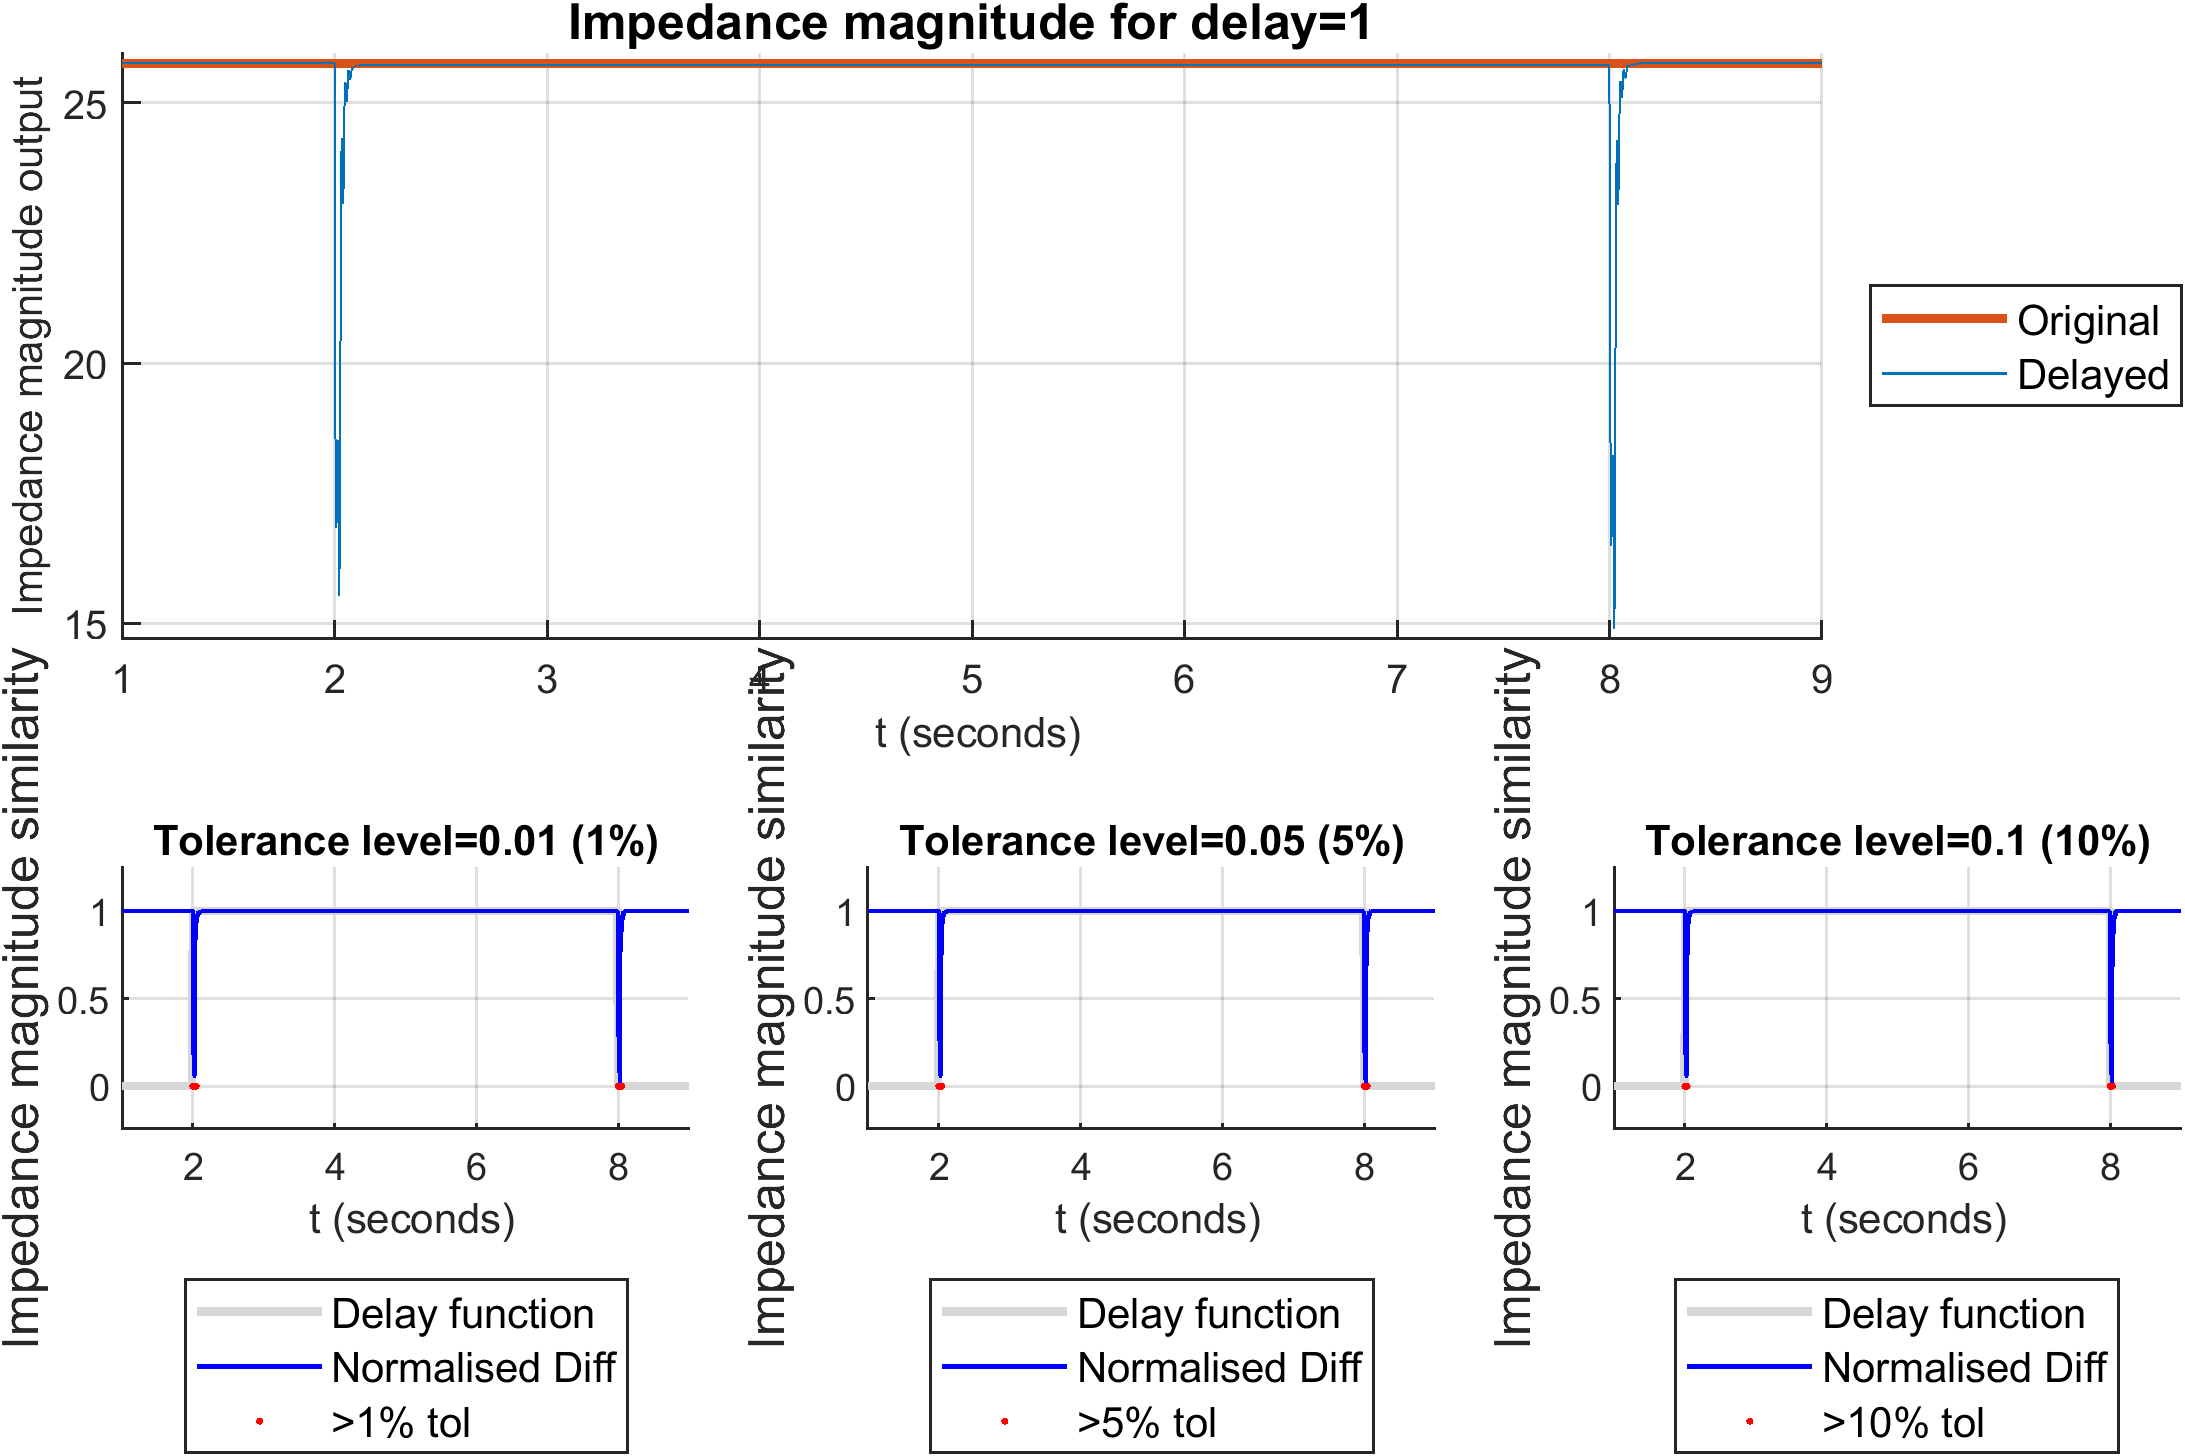 Impedance magnitude for delay=1
Impedance magnitude output
25
20
15
1 2 3 4 5 6 7 8 9
t (seconds)
Original
Delayed
Impedance magnitude similarity
Tolerance level=0.01 (1%)
1
0.5
0
2 4 6 8
t (seconds)
Delay function
Normalised Diff
>1% tol
Impedance magnitude similarity
Tolerance level=0.05 (5%)
1
0.5
0
2 4 6 8
t (seconds)
Delay function
Normalised Diff
>5% tol
Impedance magnitude similarity
Tolerance level=0.1 (10%)
1
0.5
0
2 4 6 8
t (seconds)
Delay function
Normalised Diff
>10% tol